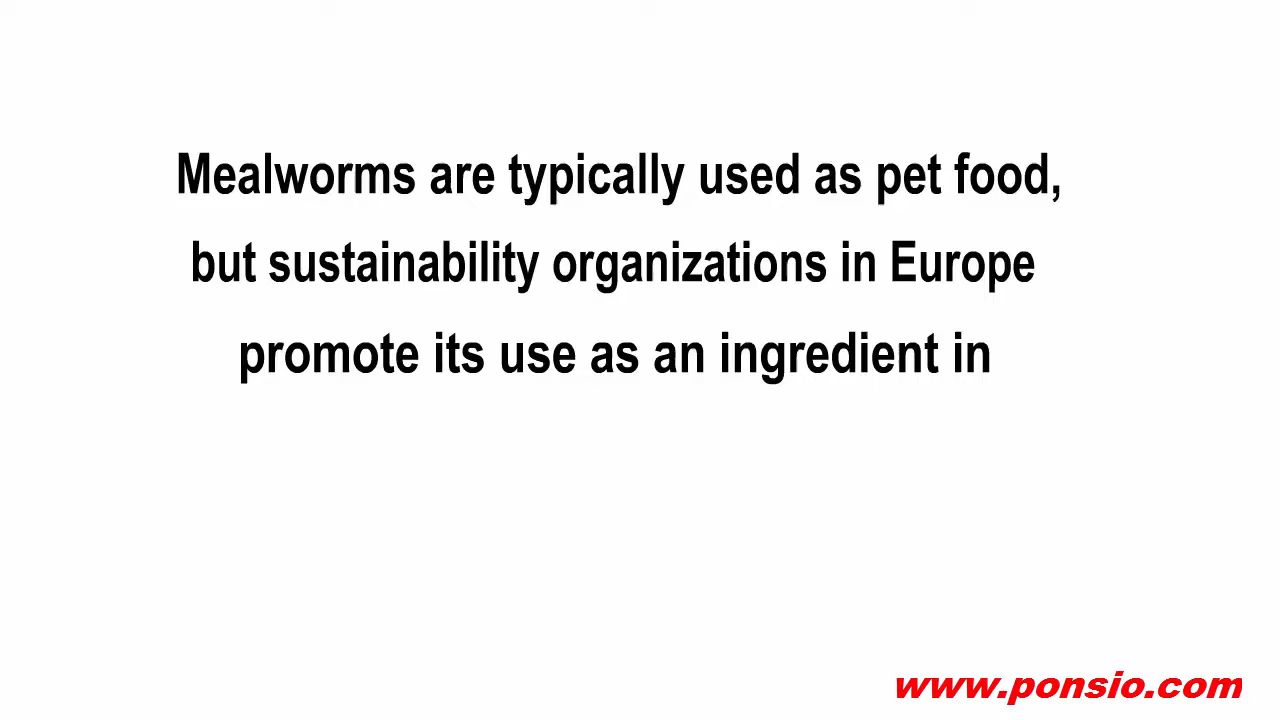 Mealworms are typically used as pet food,
but sustainability organizations in Europe
promote its use as an ingredient in
www.ponsio.com